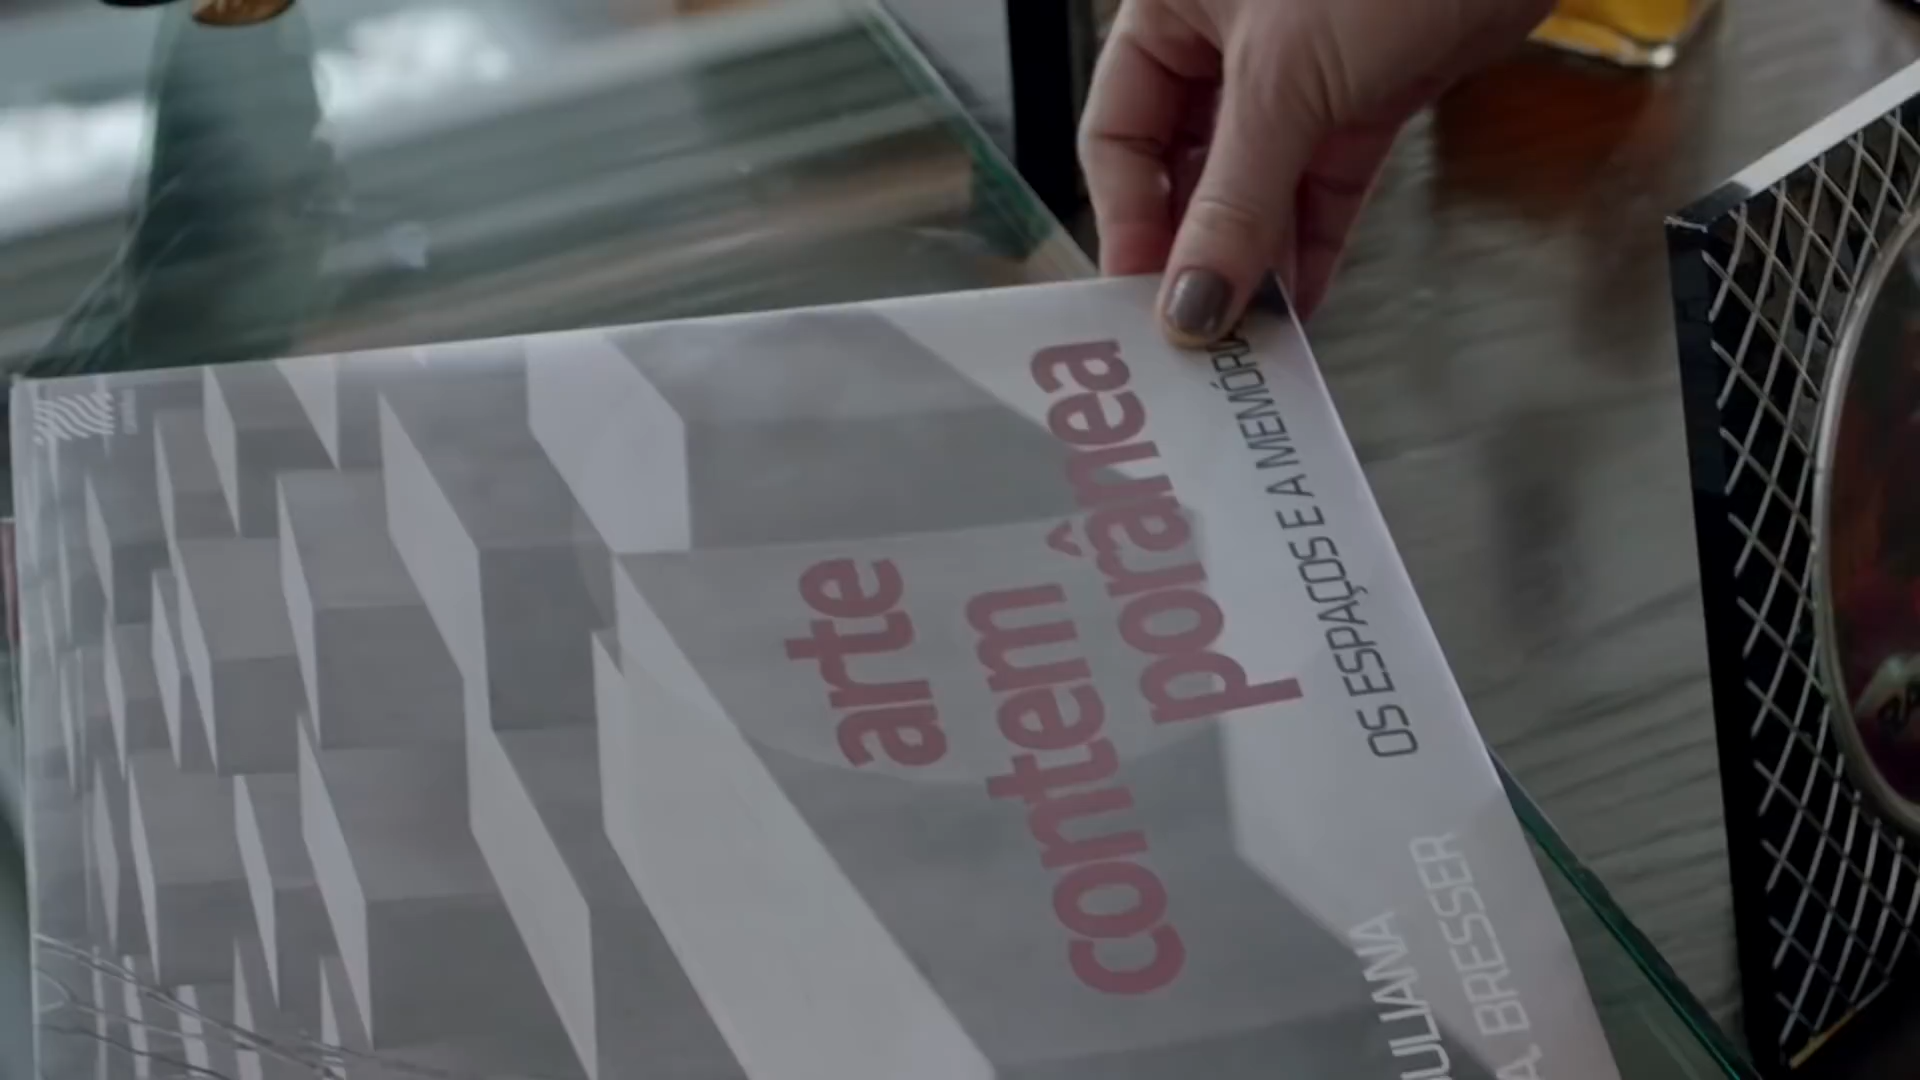 arte
contem
porânea
OS ESPAÇOS E A MEMÓRIA
JULIANA
A BRESSER